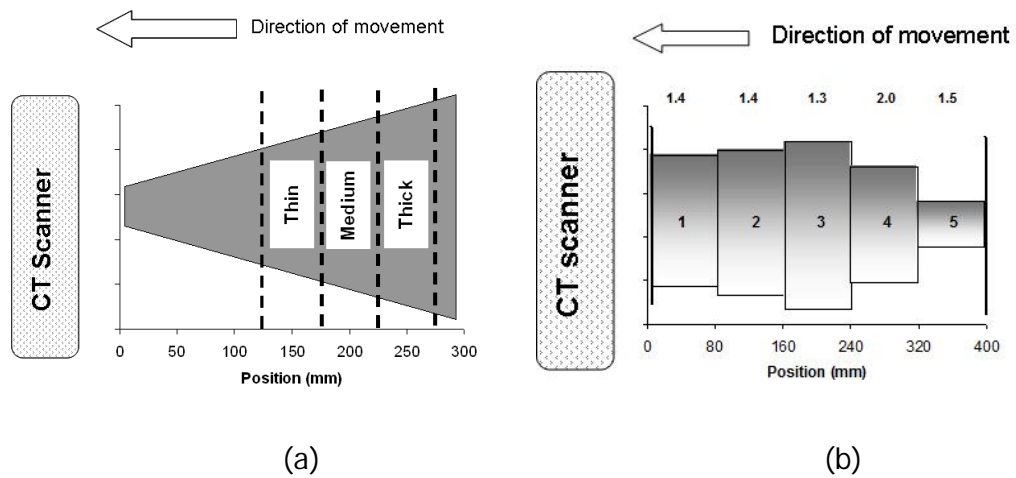 Direction of movement
CT Scanner
Thin
Medium
Thick
0 50 100 150 200 250 300
Position (mm)
(a)
Direction of movement
CT scanner
1.4 1.4 1.3 2.0 1.5
1 2 3 4 5
0 80 160 240 320 400
Position (mm)
(b)